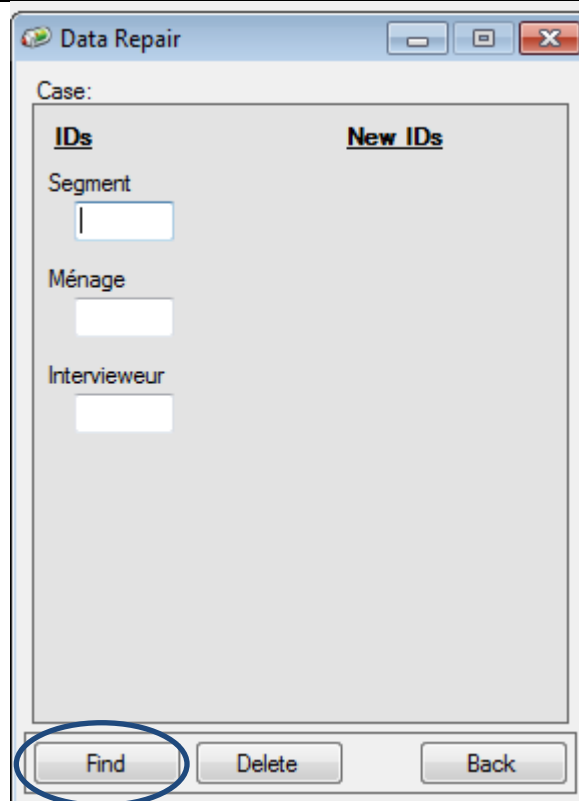 Data Repair
Case:
IDs New IDs
Segment
Ménage
Intervieweur
Find Delete Back